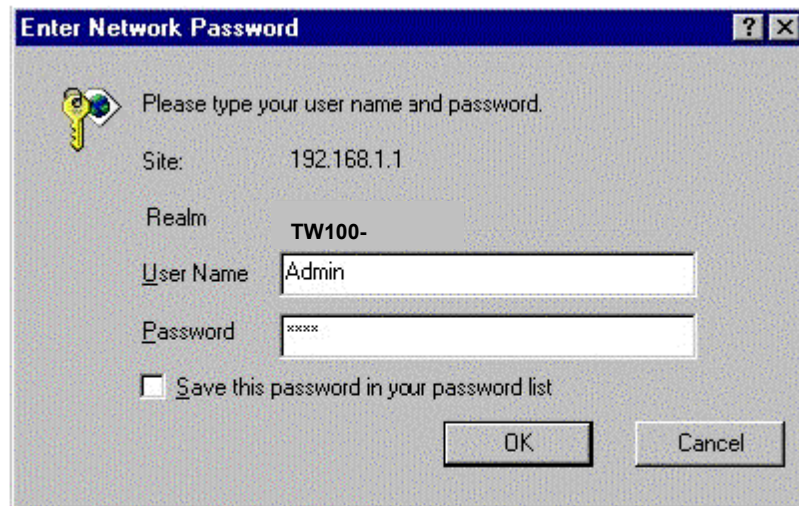 Enter Network Password
Please type your user name and password.
Site: 192.168.1.1
Realm TW100-
User Name Admin
Password ****
Save this password in your password list
OK Cancel